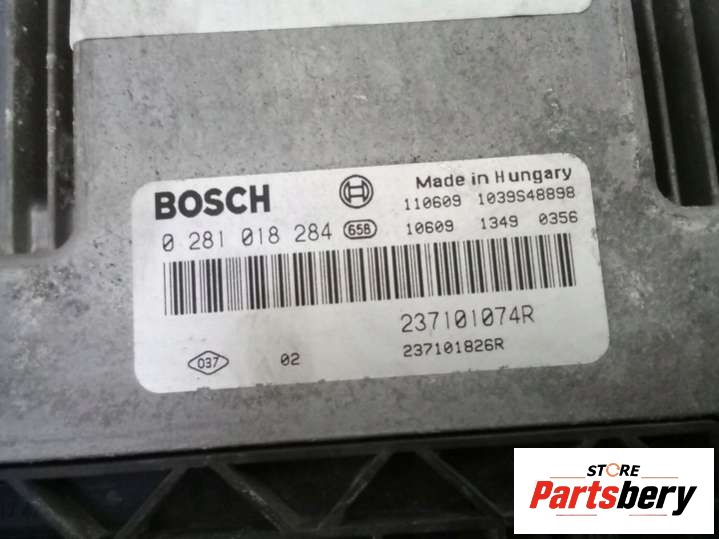 BOSCH
Made in Hungary
110609 1039S48898
0 281 018 284 658 10609 1349 0356
237101074R
037 02 237101826R
STORE
Partsbery